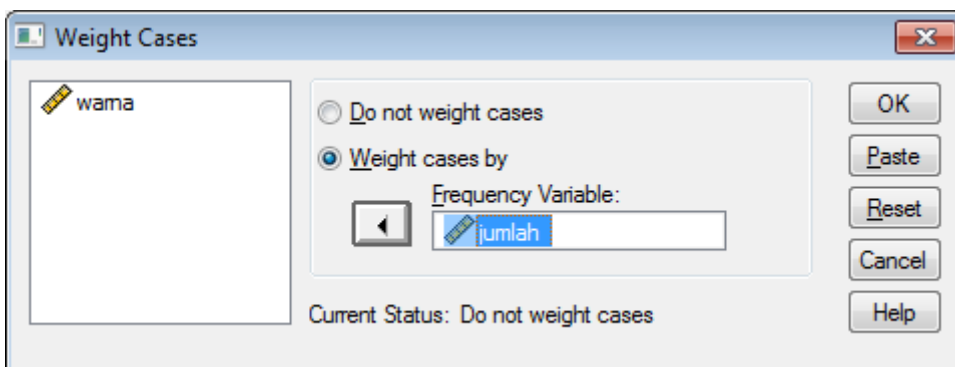 Weight Cases
warna
Do not weight cases
Weight cases by
Frequency Variable:
jumlah
Current Status: Do not weight cases
OK
Paste
Reset
Cancel
Help